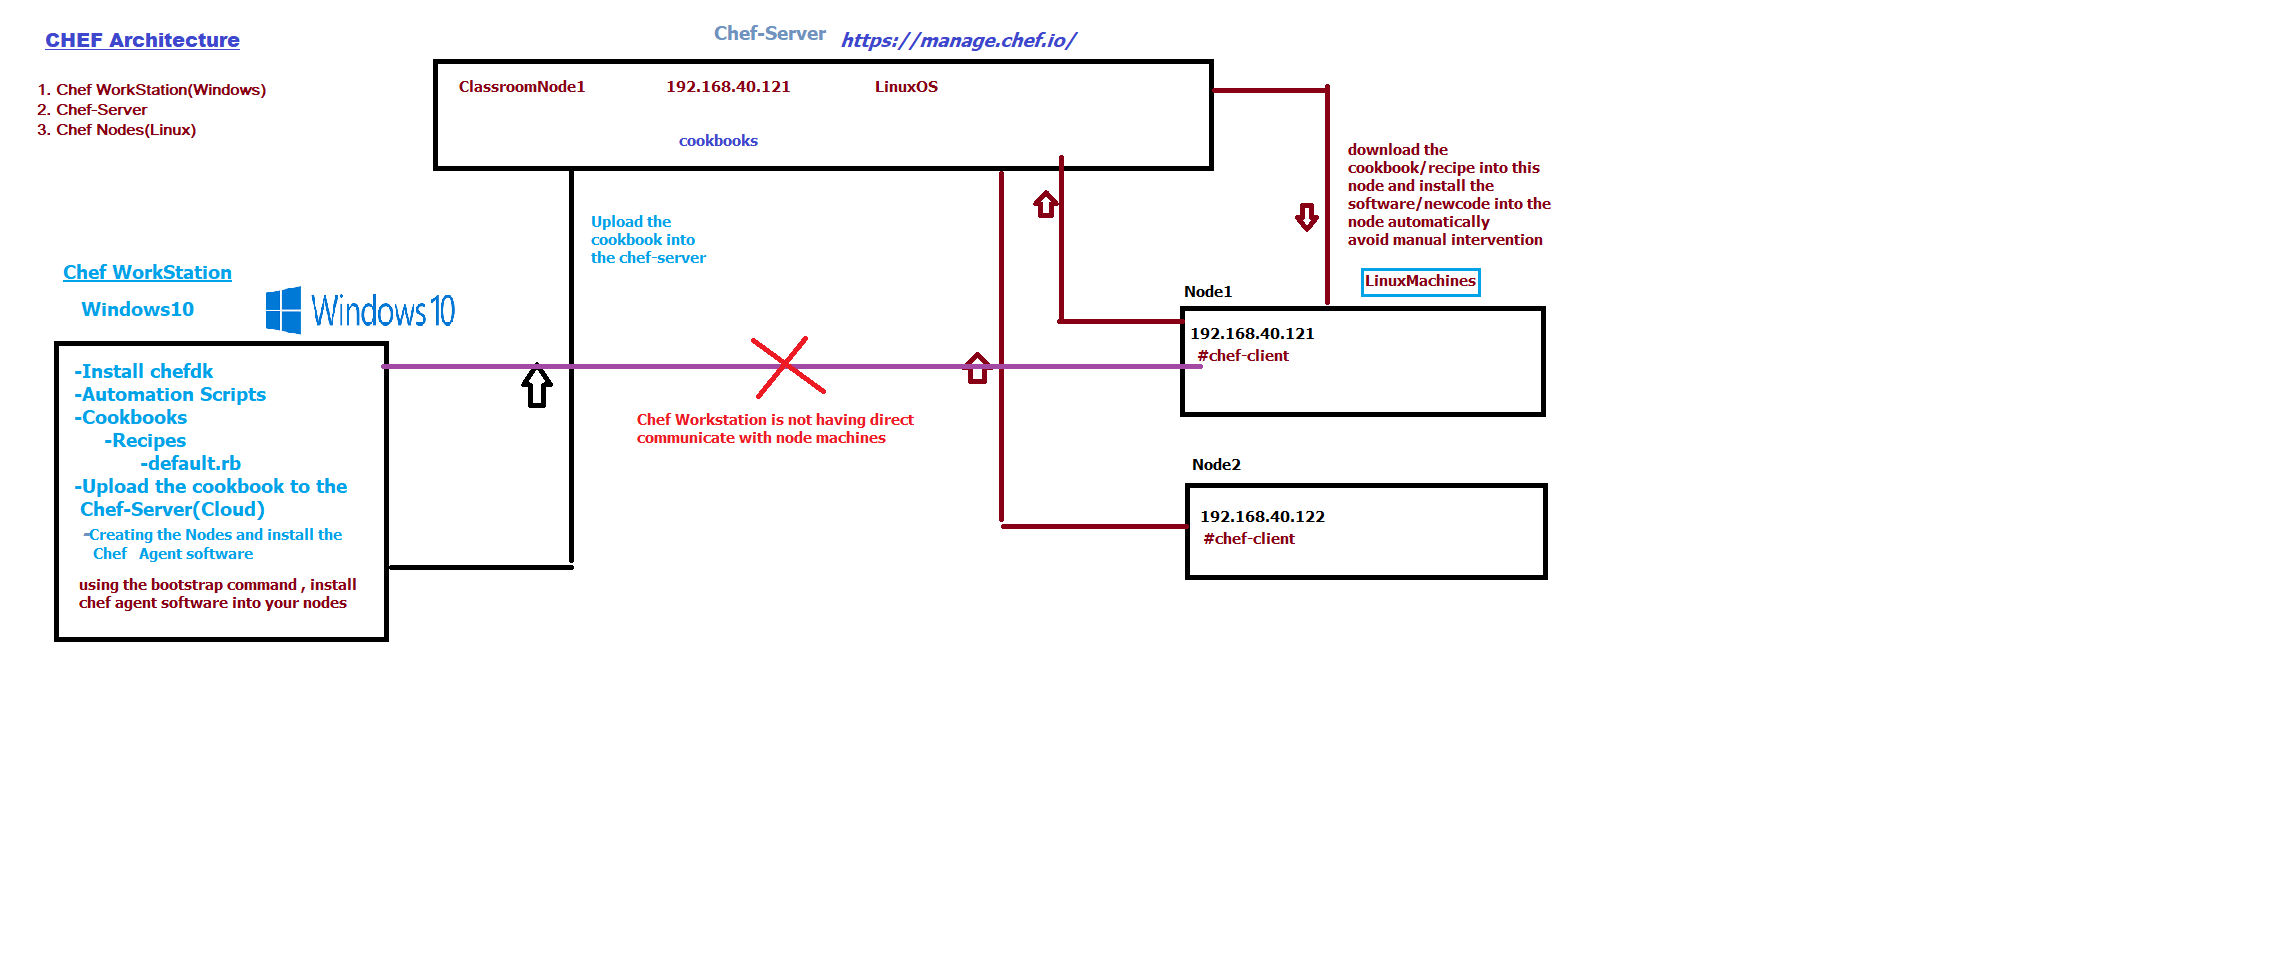 CHEF Architecture
1. Chef WorkStation(Windows)
2. Chef-Server
3. Chef Nodes(Linux)
Chef-Server https://manage.chef.io/
ClassroomNode1 192.168.40.121 LinuxOS
cookbooks
Upload the
cookbook into
the chef-server
download the
cookbook/recipe into this
node and install the
software/newcode into the
node automatically
avoid manual intervention
LinuxMachines
Chef WorkStation
Windows10
Windows 10
-Install chefdk
-Automation Scripts
-Cookbooks
-Recipes
-default.rb
-Upload the cookbook to the
Chef-Server(Cloud)
-Creating the Nodes and install the
Chef Agent software
using the bootstrap command , install
chef agent software into your nodes
Chef Workstation is not having direct
communicate with node machines
Node1
192.168.40.121
#chef-client
Node2
192.168.40.122
#chef-client